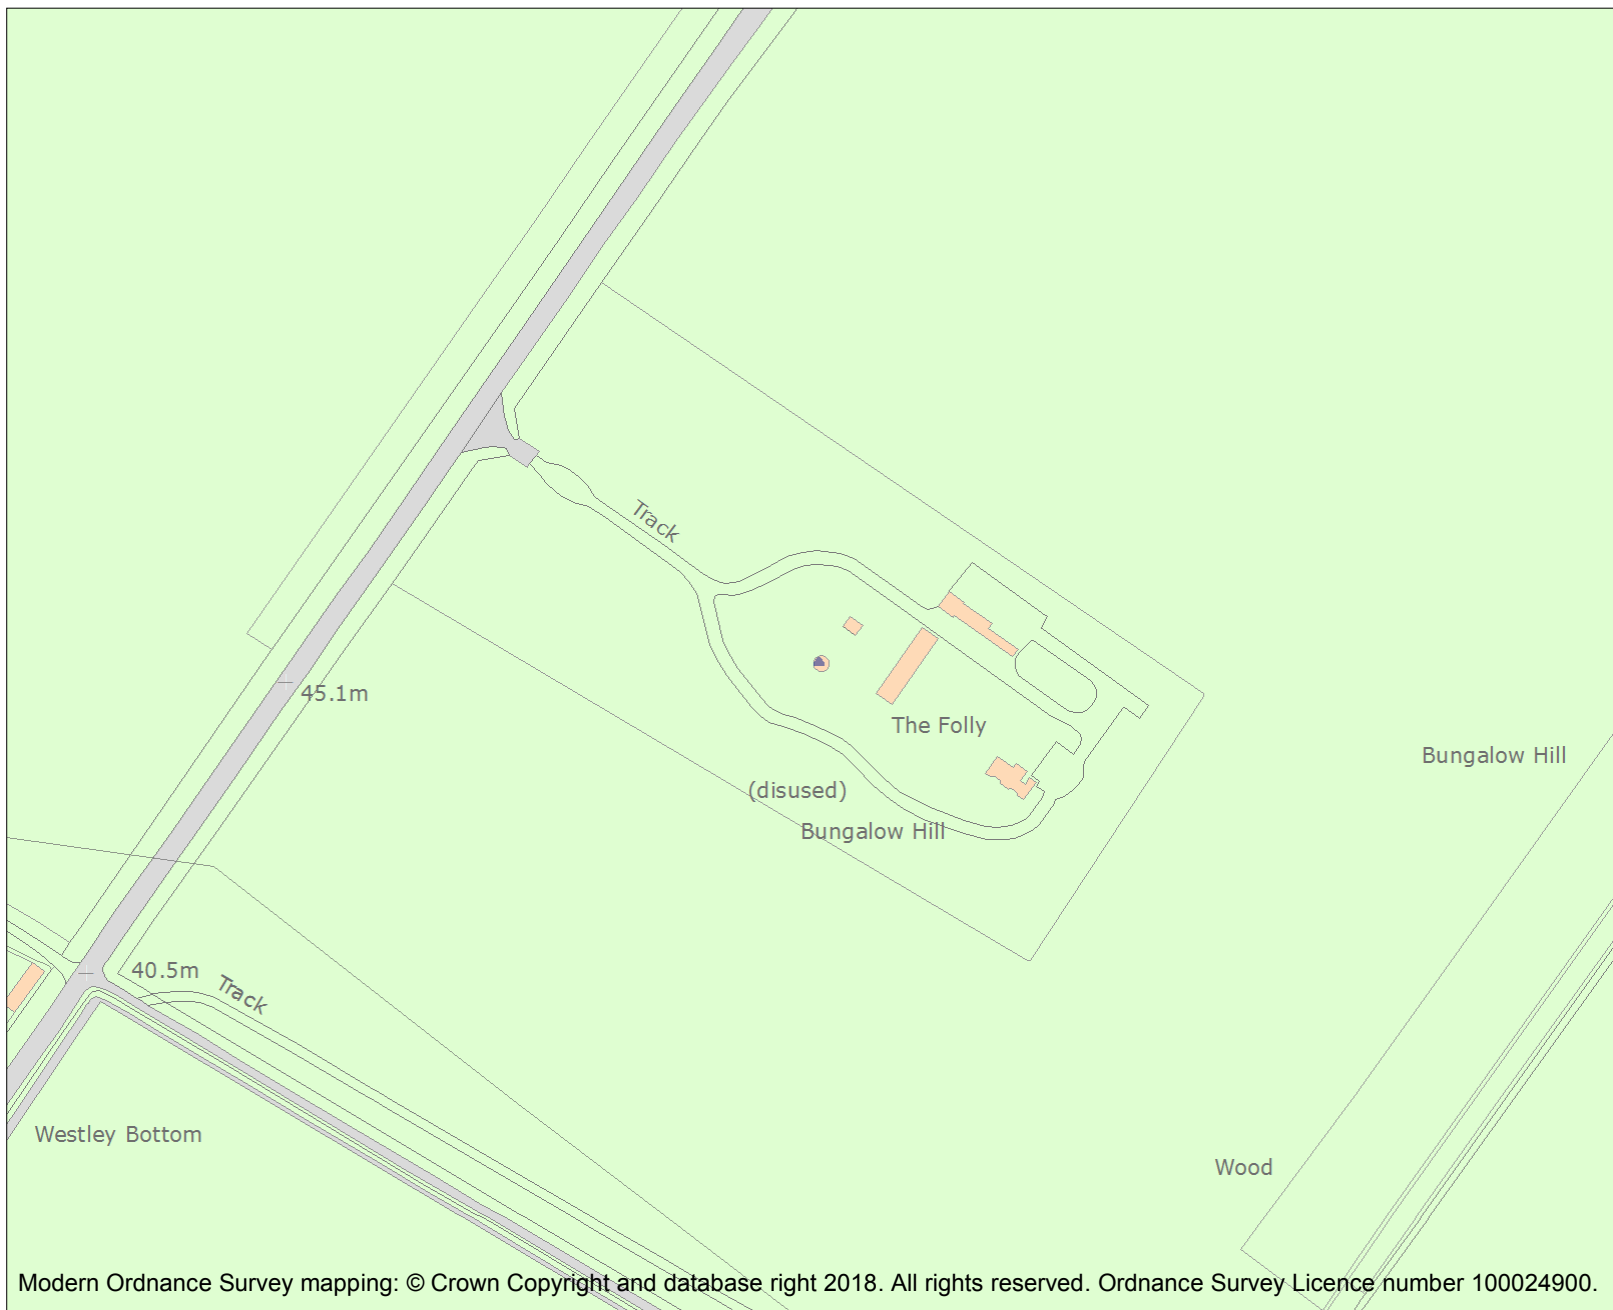 Track
45.1m
The Folly
Bungalow Hill
(disused)
Bungalow Hill
40.5m
Track
Westley Bottom
Wood
Modern Ordnance Survey mapping: © Crown Copyright and database right 2018. All rights reserved. Ordnance Survey Licence number 100024900.